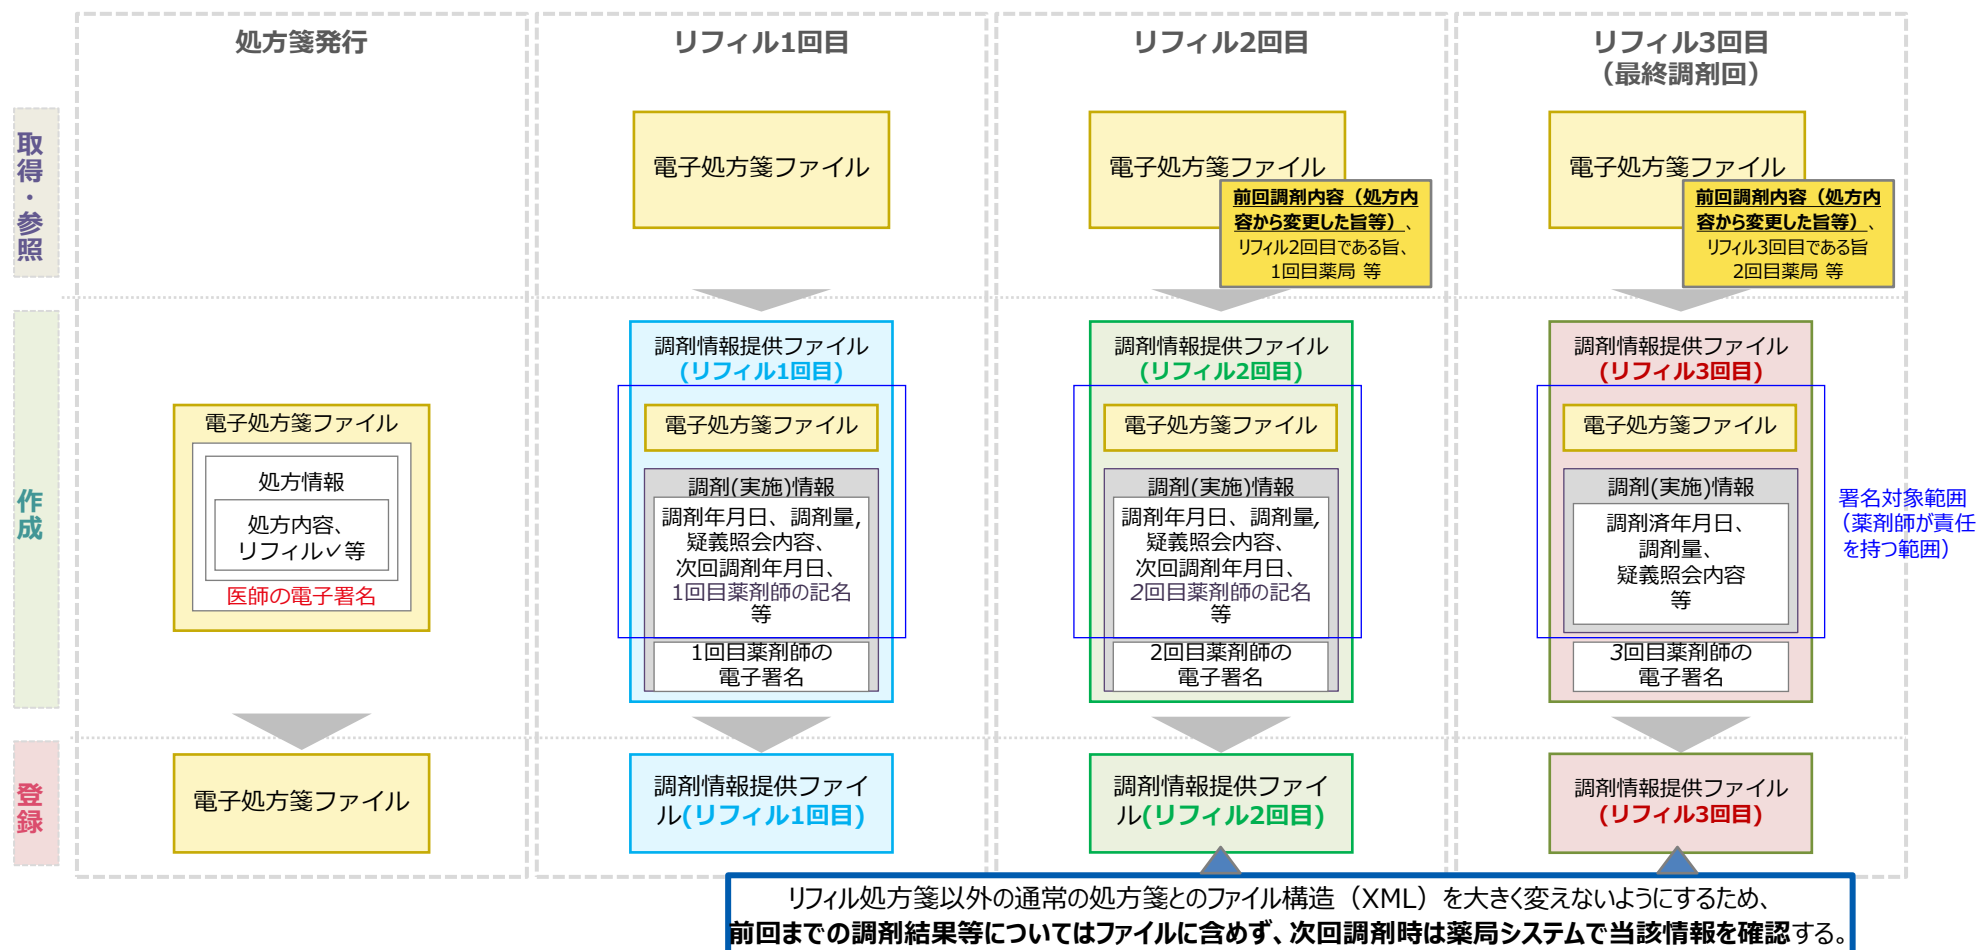 処方箋発行
リフィル1回目
リフィル2回目
リフィル3回目
（最終調剤回）
取得・参照
電子処方箋ファイル
電子処方箋ファイル
前回調剤内容（処方内
容から変更した旨等）、
リフィル2回目である旨、
1回目薬局 等
電子処方箋ファイル
前回調剤内容（処方内
容から変更した旨等）、
リフィル3回目である旨
2回目薬局 等
作成
電子処方箋ファイル
処方情報
処方内容、
リフィル✓等
医師の電子署名
調剤情報提供ファイル
(リフィル1回目)
電子処方箋ファイル
調剤(実施)情報
調剤年月日、調剤量,
疑義照会内容、
次回調剤年月日、
1回目薬剤師の記名
等
1回目薬剤師の
電子署名
調剤情報提供ファイル
(リフィル2回目)
電子処方箋ファイル
調剤(実施)情報
調剤年月日、調剤量,
疑義照会内容、
次回調剤年月日、
2回目薬剤師の記名
等
2回目薬剤師の
電子署名
調剤情報提供ファイル
(リフィル3回目)
電子処方箋ファイル
調剤(実施)情報
調剤済年月日、
調剤量、
疑義照会内容
等
3回目薬剤師の
電子署名
署名対象範囲
（薬剤師が責任
を持つ範囲）
登録
電子処方箋ファイル
調剤情報提供ファイ
ル(リフィル1回目)
調剤情報提供ファイ
ル(リフィル2回目)
調剤情報提供ファイル
(リフィル3回目)
リフィル処方箋以外の通常の処方箋とのファイル構造（XML）を大きく変えないようにするため、
前回までの調剤結果等についてはファイルに含めず、次回調剤時は薬局システムで当該情報を確認する。